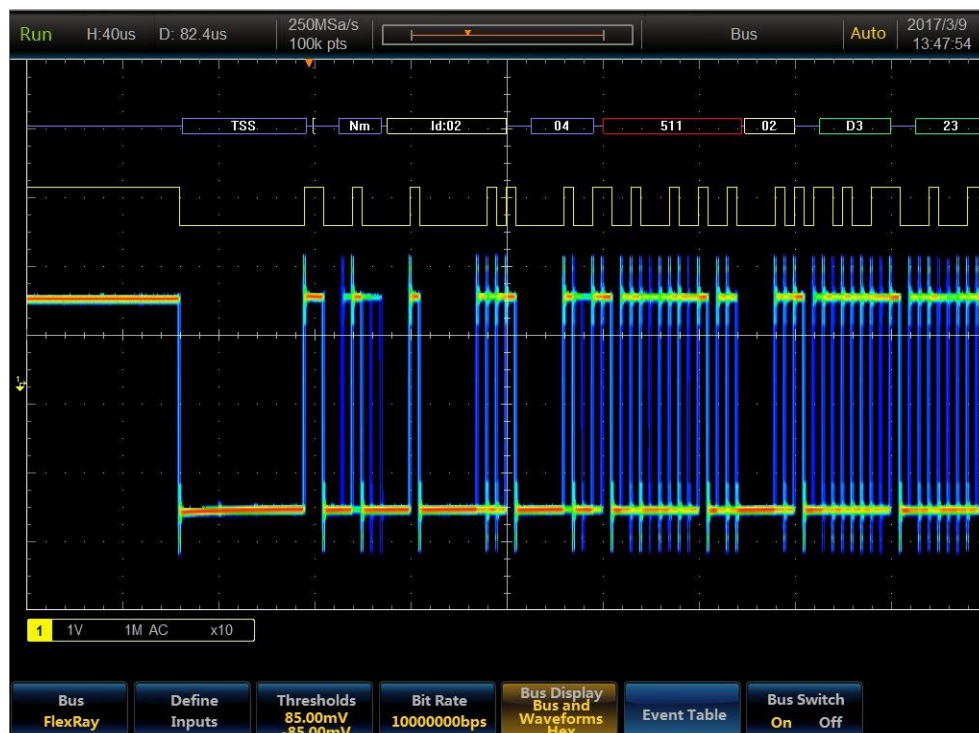 Run H:40us D: 82.4us 250MSa/s Bus Auto 2017/3/9
100k pts 13:47:54
TSS [ Nm Id:02 04 511 02 D3 23
1
1 1V 1M AC x10
Bus Define Thresholds Bit Rate Bus Display Event Table Bus Switch
FlexRay Inputs 85.00mV 10000000bps Bus and On Off
-85.00mV Waveforms
Hex